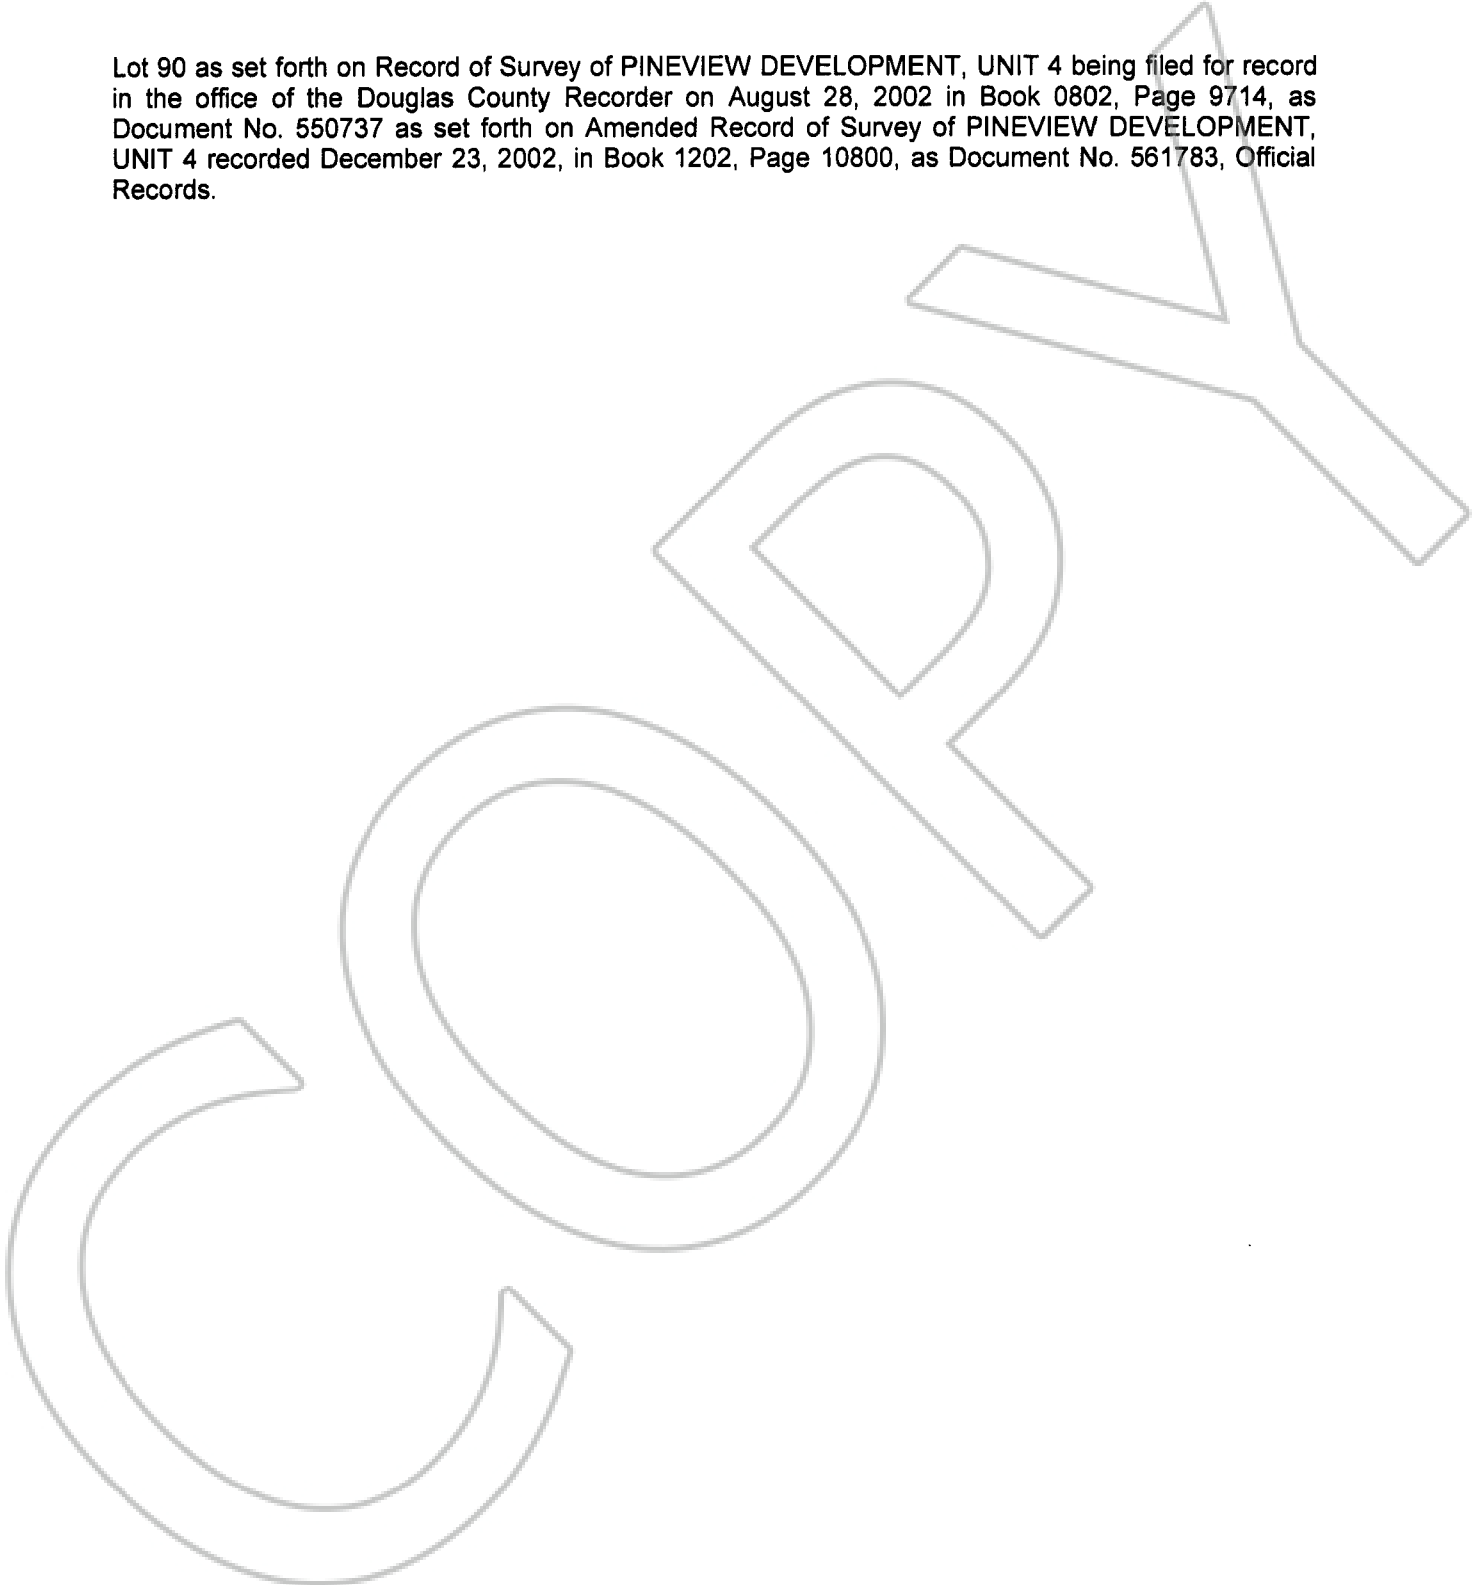 Lot 90 as set forth on Record of Survey of PINEVIEW DEVELOPMENT, UNIT 4 being filed for record
in the office of the Douglas County Recorder on August 28, 2002 in Book 0802, Page 9714, as
Document No. 550737 as set forth on Amended Record of Survey of PINEVIEW DEVELOPMENT,
UNIT 4 recorded December 23, 2002, in Book 1202, Page 10800, as Document No. 561783, Official
Records.
COPY